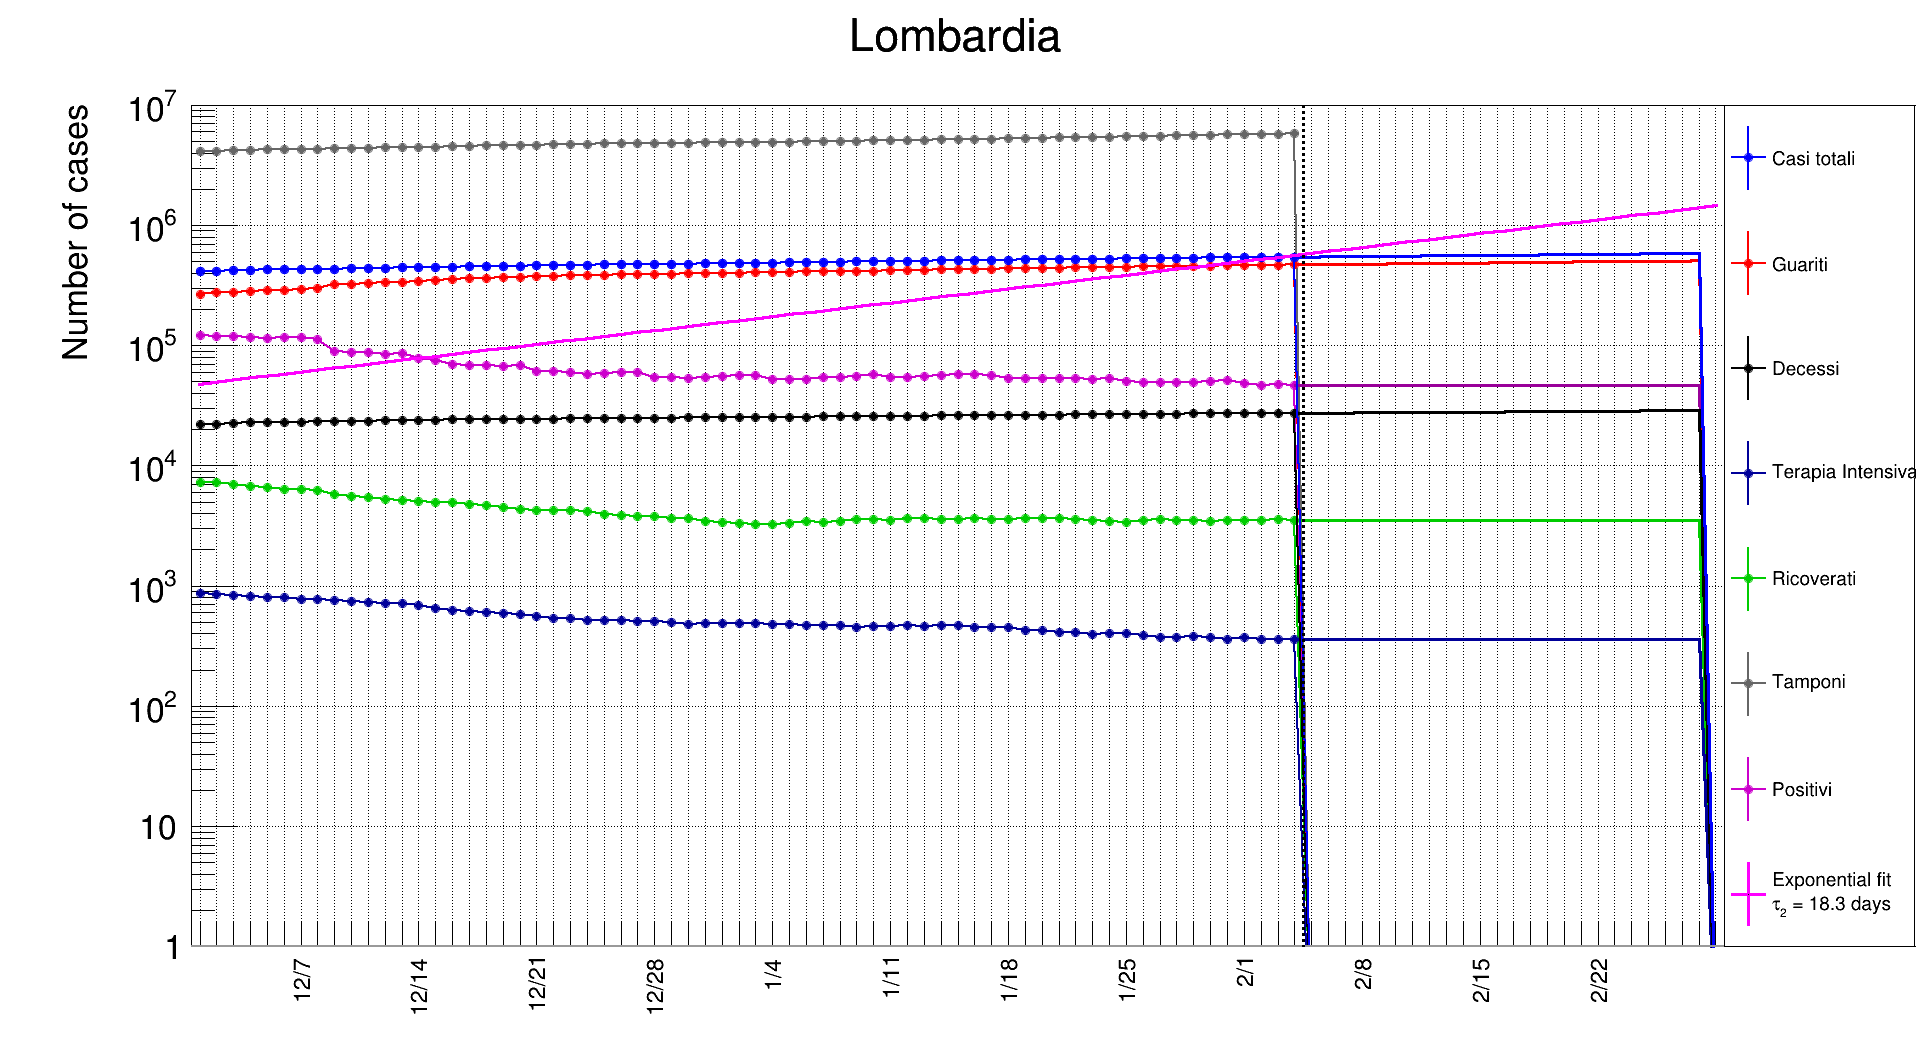 Lombardia
Number of cases
10^7
10^6
10^5
10^4
10^3
10^2
10
1
12/7
12/14
12/21
12/28
1/4
1/11
1/18
1/25
2/1
2/8
2/15
2/22
Casi totali
Guariti
Decessi
Terapia Intensiva
Ricoverati
Tamponi
Positivi
Exponential fit
τ_2 = 18.3 days